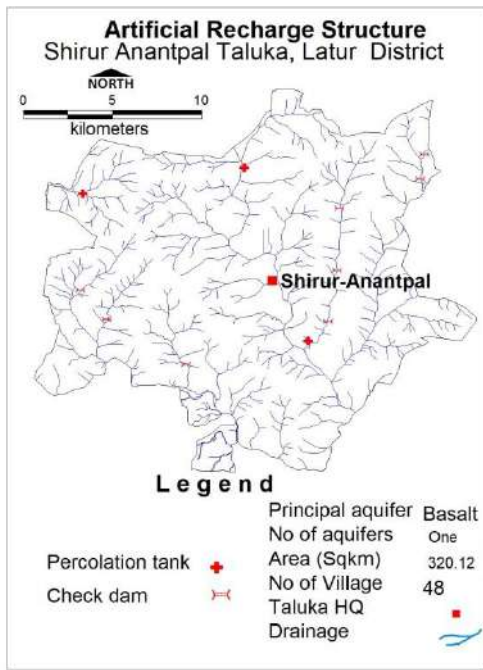 Artificial Recharge Structure
Shirur Anantpal Taluka, Latur District
NORTH
0 5 10
kilometers
Shirur-Anantpal
Legend
Percolation tank
Check dam
Principal aquifer Basalt
No of aquifers One
Area (Sqkm) 320.12
No of Village 48
Taluka HQ
Drainage